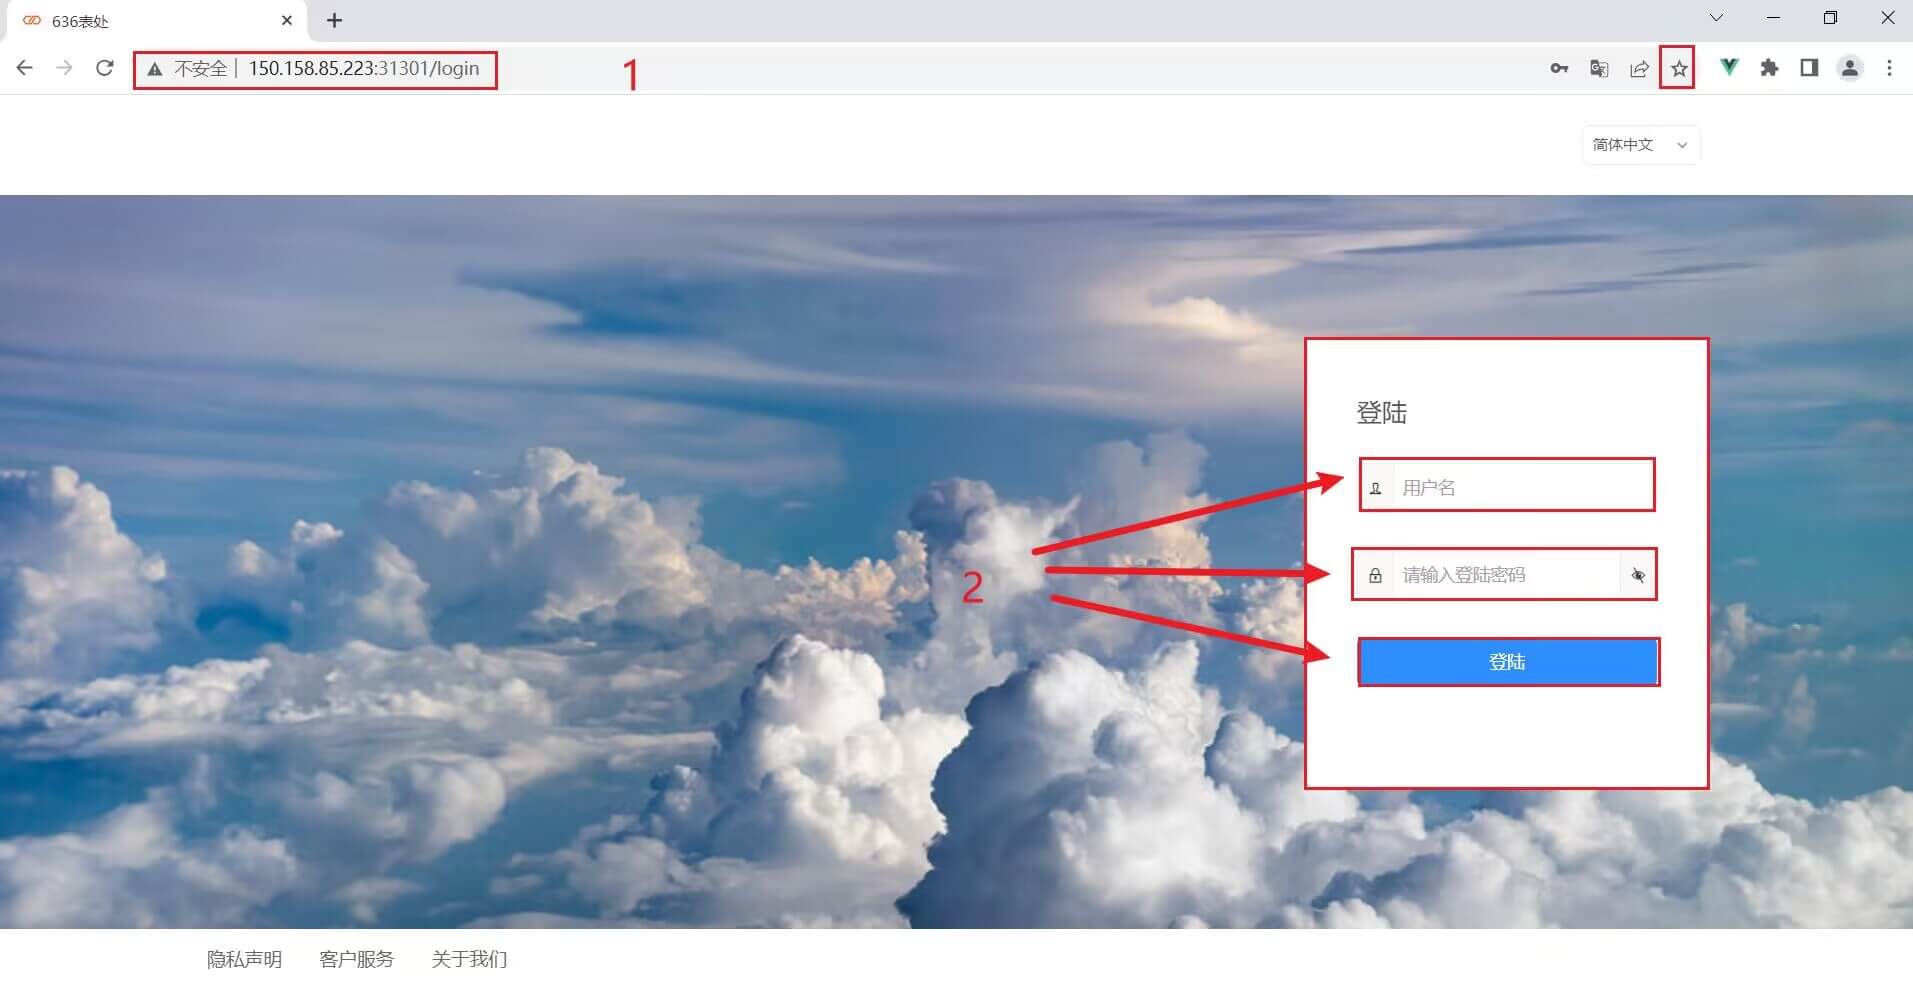 636表处
不安全 150.158.85.223:31301/login
1
简体中文
登陆
用户名
2
请输入登陆密码
登陆
隐私声明 客户服务 关于我们